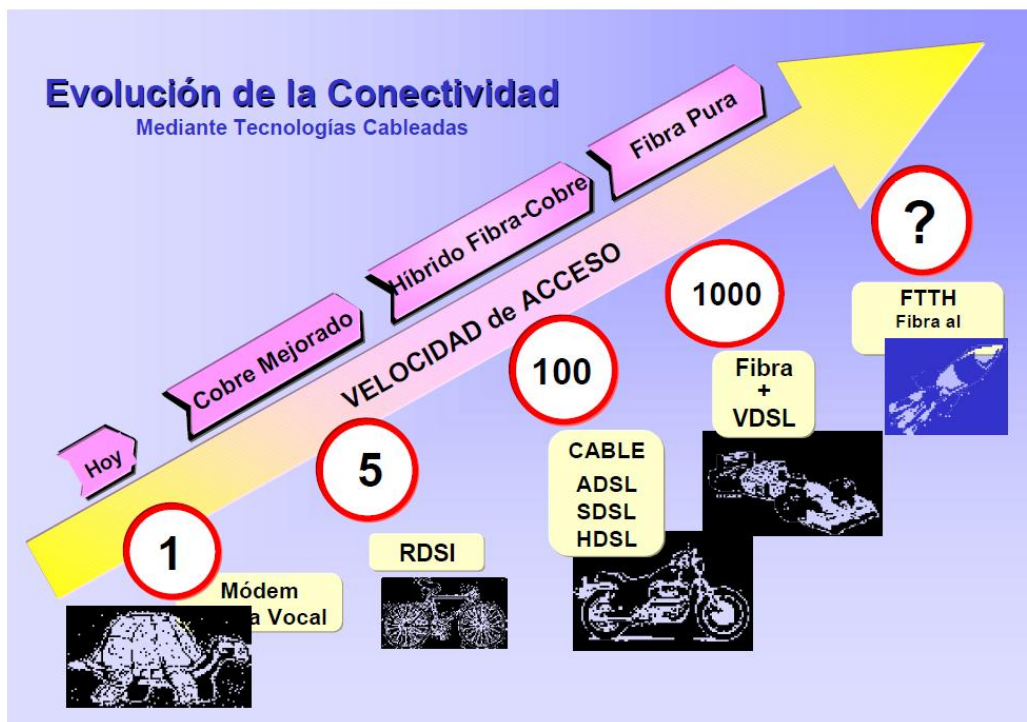 Evolución de la Conectividad
Mediante Tecnologías Cableadas
Hoy
Cobre Mejorado
Híbrido Fibra-Cobre
Fibra Pura
VELOCIDAD de ACCESO
1
5
100
1000
?
Módem
Vocal
RDSI
CABLE
ADSL
SDSL
HDSL
Fibra
+
VDSL
FTTH
Fibra al